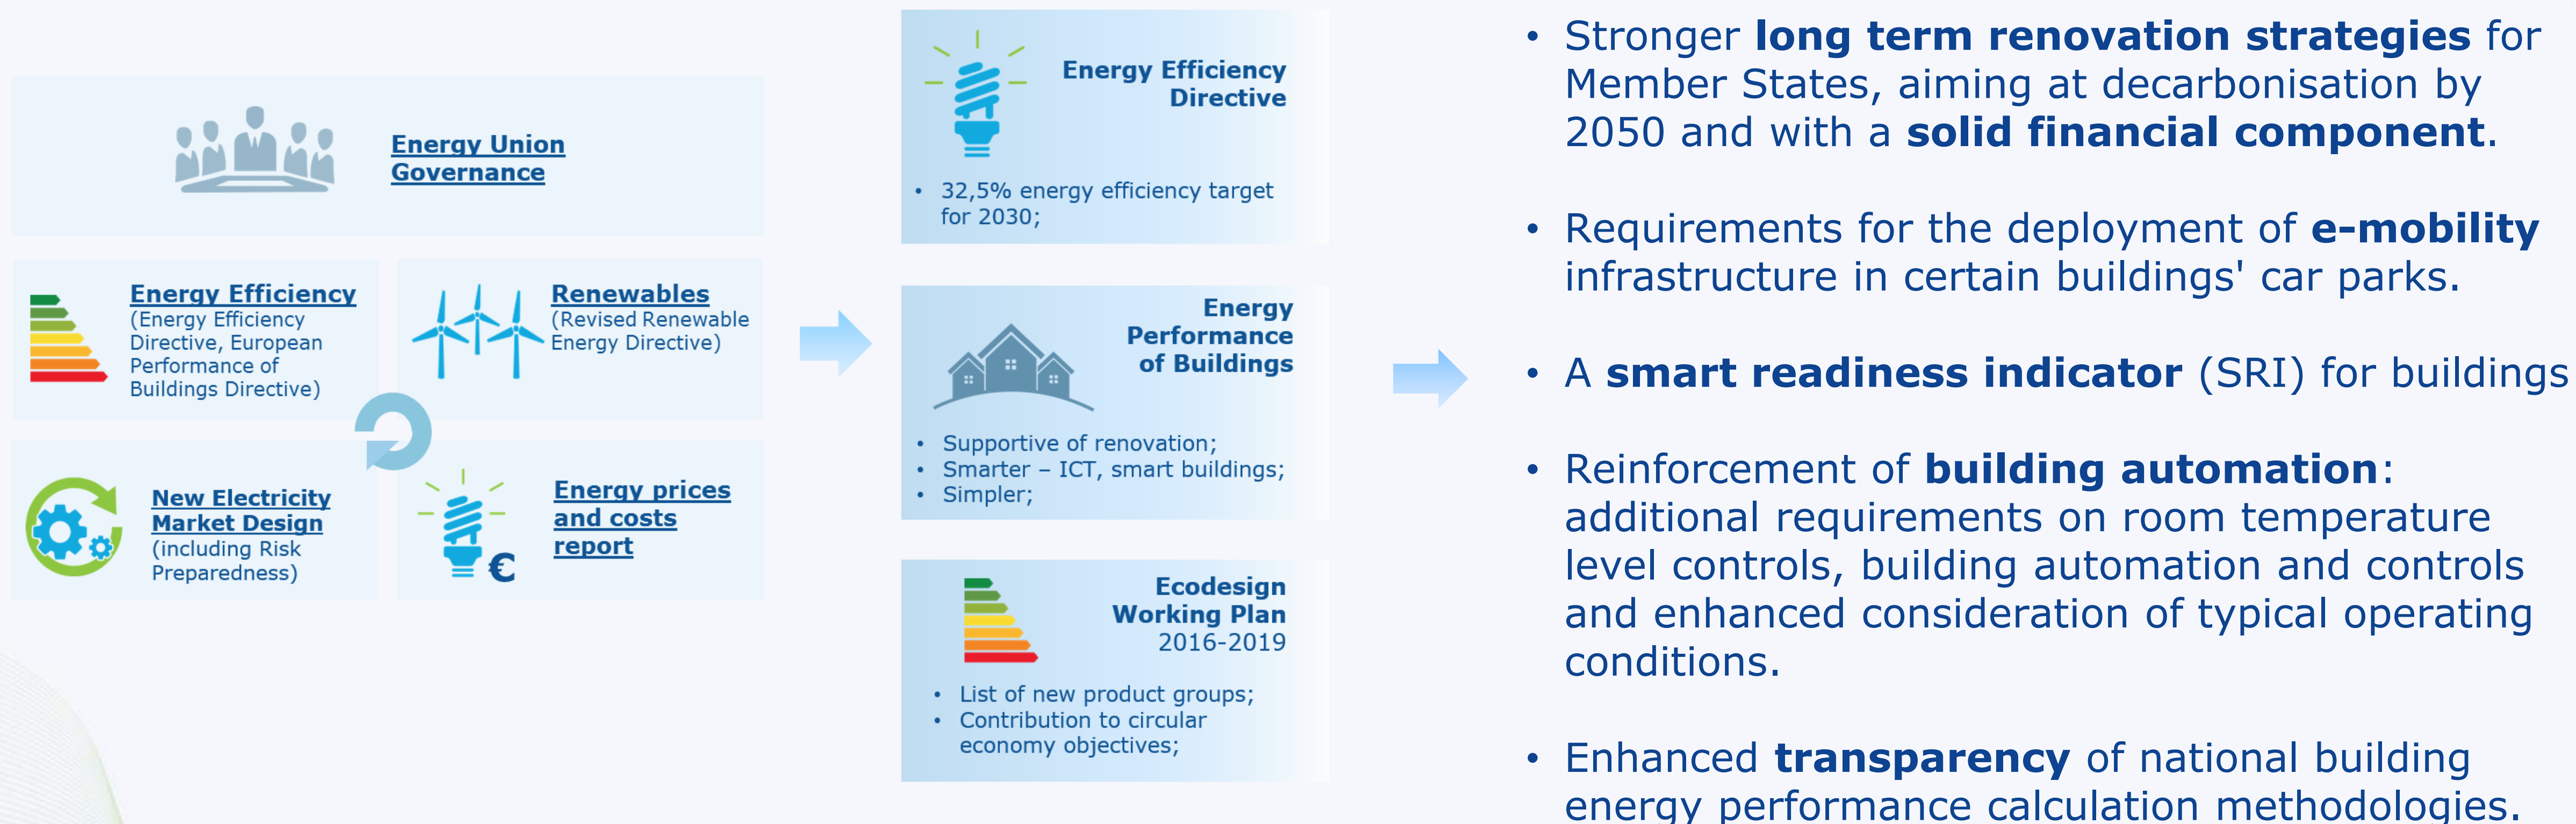 Energy Union
Governance
Energy Efficiency
(Energy Efficiency
Directive, European
Performance of
Buildings Directive)
Renewables
(Revised Renewable
Energy Directive)
New Electricity
Market Design
(including Risk
Preparedness)
€
Energy prices
and costs
report
Energy Efficiency
Directive
• 32,5% energy efficiency target
for 2030;
Energy
Performance
of Buildings
• Supportive of renovation;
• Smarter – ICT, smart buildings;
• Simpler;
Ecodesign
Working Plan
2016-2019
• List of new product groups;
• Contribution to circular
economy objectives;
• Stronger long term renovation strategies for
Member States, aiming at decarbonisation by
2050 and with a solid financial component.
• Requirements for the deployment of e-mobility
infrastructure in certain buildings' car parks.
• A smart readiness indicator (SRI) for buildings
• Reinforcement of building automation:
additional requirements on room temperature
level controls, building automation and controls
and enhanced consideration of typical operating
conditions.
• Enhanced transparency of national building
energy performance calculation methodologies.